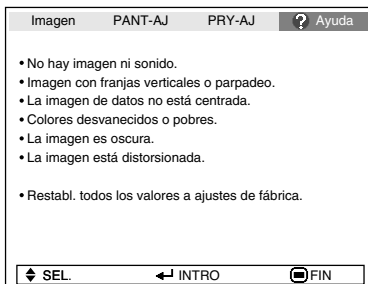 Imagen PANT-AJ PRY-AJ ? Ayuda
• No hay imagen ni sonido.
• Imagen con franjas verticales o parpadeo.
• La imagen de datos no está centrada.
• Colores desvanecidos o pobres.
• La imagen es oscura.
• La imagen está distorsionada.
• Restabl. todos los valores a ajustes de fábrica.
SEL. INTRO FIN